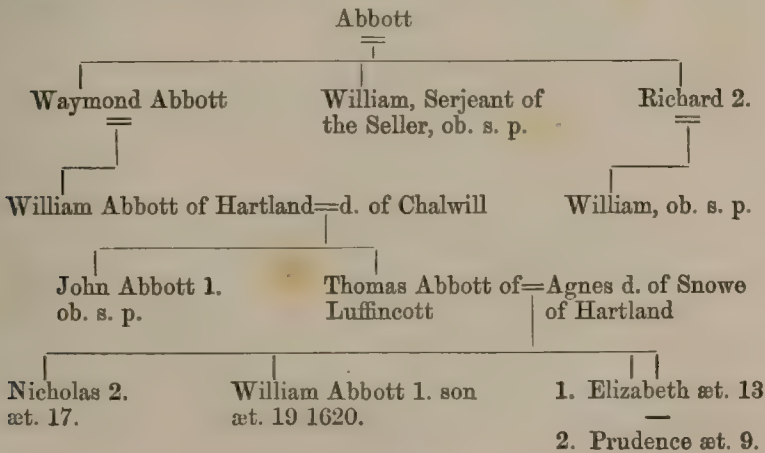 Abbott
Waymond Abbott
William, Serjeant of
the Seller, ob. s. p.
Richard 2.
William Abbott of Hartland=d. of Chalwill
William, ob. s. p.
John Abbott 1.
ob. s. p.
Thomas Abbott of=Agnes d. of Snowe
Luffincott
of Hartland
Nicholas 2.
æt. 17.
William Abbott 1. son
æt. 19 1620.
1. Elizabeth æt. 13
2. Prudence æt. 9.